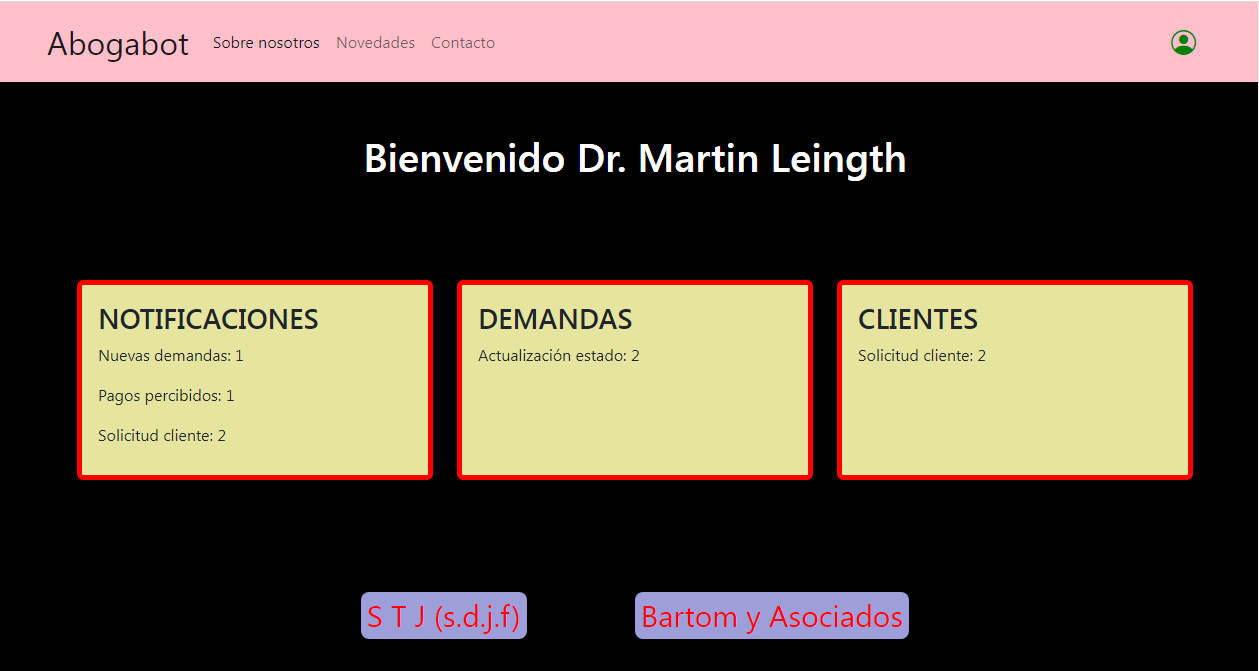 Abogabot Sobre nosotros Novedades Contacto
Bienvenido Dr. Martin Leingth
NOTIFICACIONES
Nuevas demandas: 1
Pagos percibidos: 1
Solicitud cliente: 2
DEMANDAS
Actualización estado: 2
CLIENTES
Solicitud cliente: 2
S T J (s.d.j.f)
Bartom y Asociados